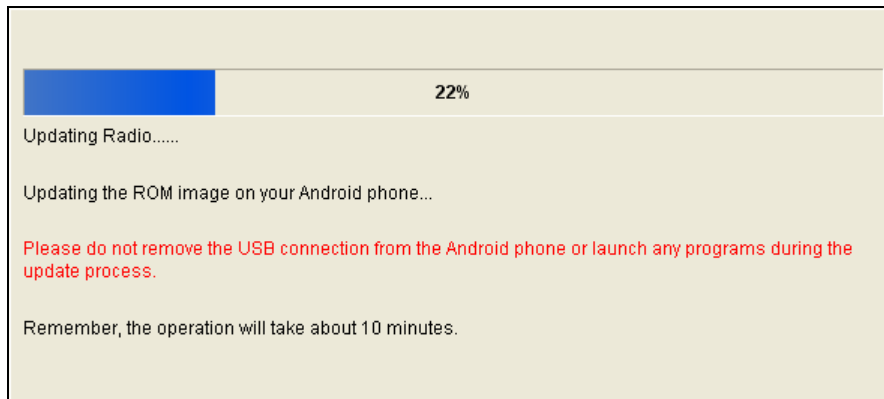 22%
Updating Radio......
Updating the ROM image on your Android phone...
Please do not remove the USB connection from the Android phone or launch any programs during the
update process.
Remember, the operation will take about 10 minutes.